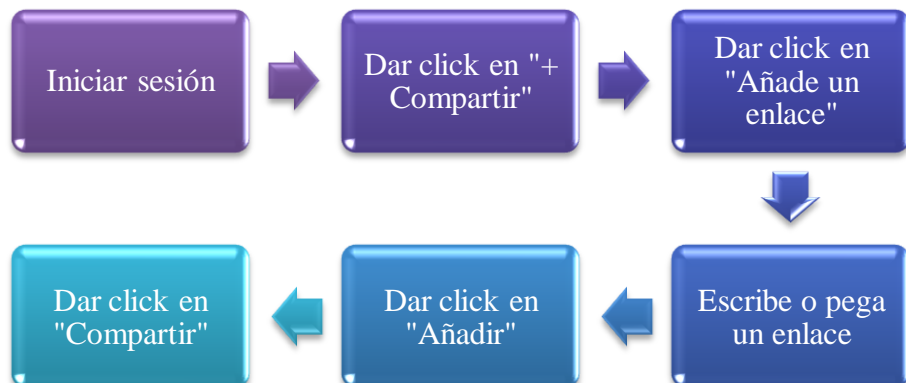 Iniciar sesión
Dar click en "+
Compartir"
Dar click en
"Añade un
enlace"
Escribe o pega
un enlace
Dar click en
"Añadir"
Dar click en
"Compartir"